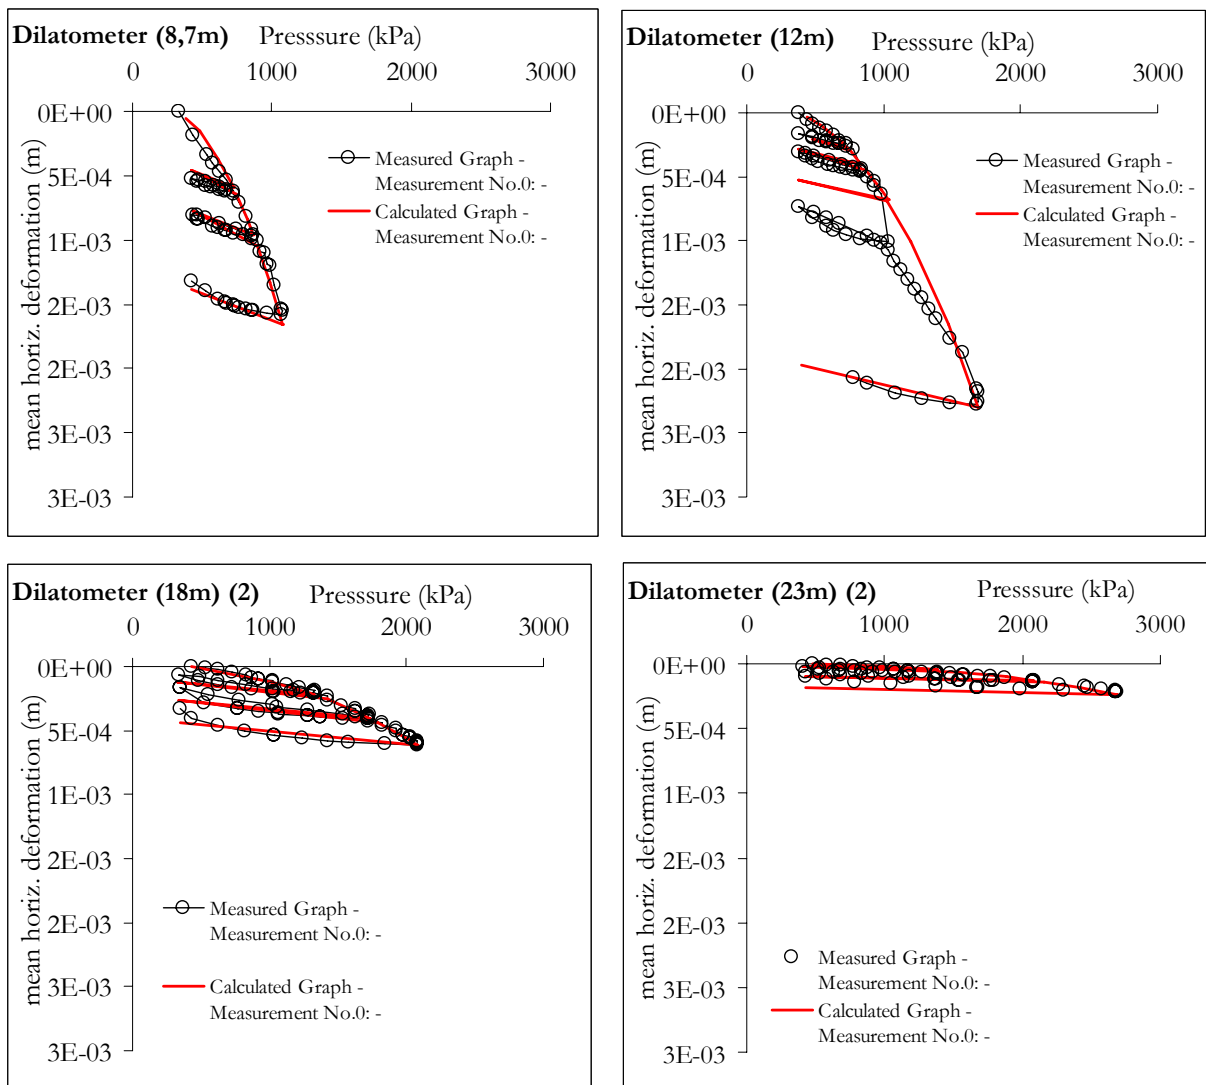 Dilatometer (8,7m) Presssure (kPa)
0 1000 2000 3000
0E+00
5E-04
1E-03
2E-03
2E-03
3E-03
3E-03
mean horiz. deformation (m)
Measured Graph -
Measurement No.0: -
Calculated Graph -
Measurement No.0: -
Dilatometer (12m) Presssure (kPa)
0 1000 2000 3000
0E+00
5E-04
1E-03
2E-03
2E-03
3E-03
3E-03
mean horiz. deformation (m)
Measured Graph -
Measurement No.0: -
Calculated Graph -
Measurement No.0: -
Dilatometer (18m) (2) Presssure (kPa)
0 1000 2000 3000
0E+00
5E-04
1E-03
2E-03
2E-03
3E-03
3E-03
mean horiz. deformation (m)
Measured Graph -
Measurement No.0: -
Calculated Graph -
Measurement No.0: -
Dilatometer (23m) (2) Presssure (kPa)
0 1000 2000 3000
0E+00
5E-04
1E-03
2E-03
2E-03
3E-03
3E-03
mean horiz. deformation (m)
Measured Graph -
Measurement No.0: -
Calculated Graph -
Measurement No.0: -